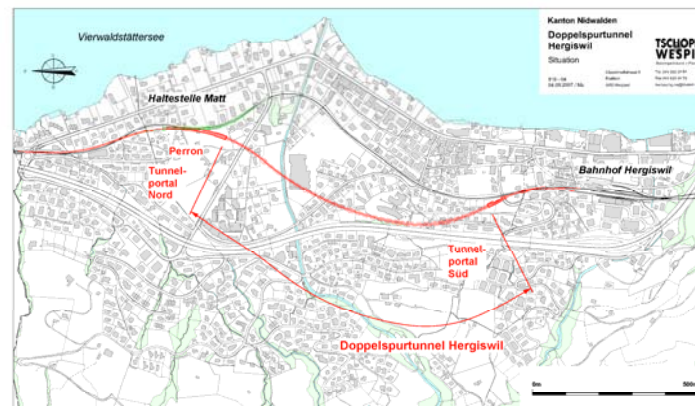 Kanton Nidwalden
Doppelspurtunnel
Hergiswil
Situation
TSCHOPP
WESPI
Vierwaldstättersee
Haltestelle Matt
Perron
Tunnel-
portal
Nord
Bahnhof Hergiswil
Tunnel-
portal
Süd
Doppelspurtunnel Hergiswil
0m